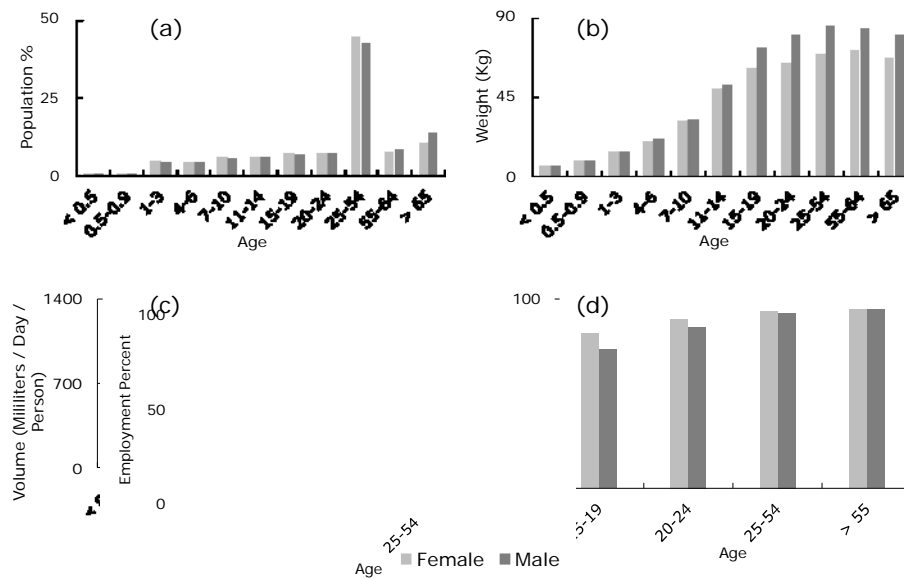 (a)
Population %
50
25
0
< 0.5
0.5-0.9
1-3
4-6
7-10
11-14
15-19
20-24
25-54
55-64
> 65
Age
(b)
Weight (Kg)
90
45
0
< 0.5
0.5-0.9
1-3
4-6
7-10
11-14
15-19
20-24
25-54
55-64
> 65
Age
(c)
Volume (Mililiters / Day /
Person)
1400
700
0
Employment Percent
100
50
0
25-54
Age
(d)
100
5-19
20-24
25-54
> 55
Age
Female
Male